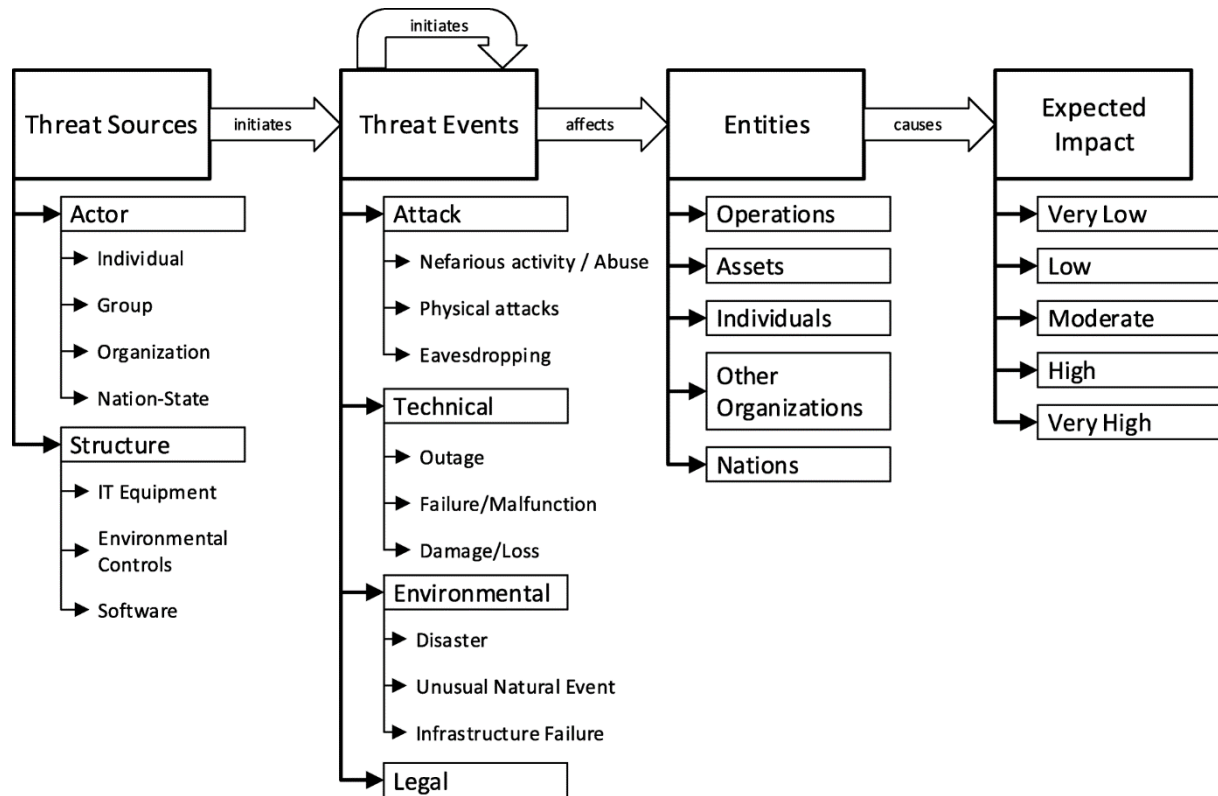 initiates
Threat Sources
initiates
Threat Events
affects
Entities
causes
Expected
Impact
Actor
Individual
Group
Organization
Nation-State
Structure
IT Equipment
Environmental
Controls
Software
Attack
Nefarious activity / Abuse
Physical attacks
Eavesdropping
Technical
Outage
Failure/Malfunction
Damage/Loss
Environmental
Disaster
Unusual Natural Event
Infrastructure Failure
Legal
Operations
Assets
Individuals
Other
Organizations
Nations
Very Low
Low
Moderate
High
Very High